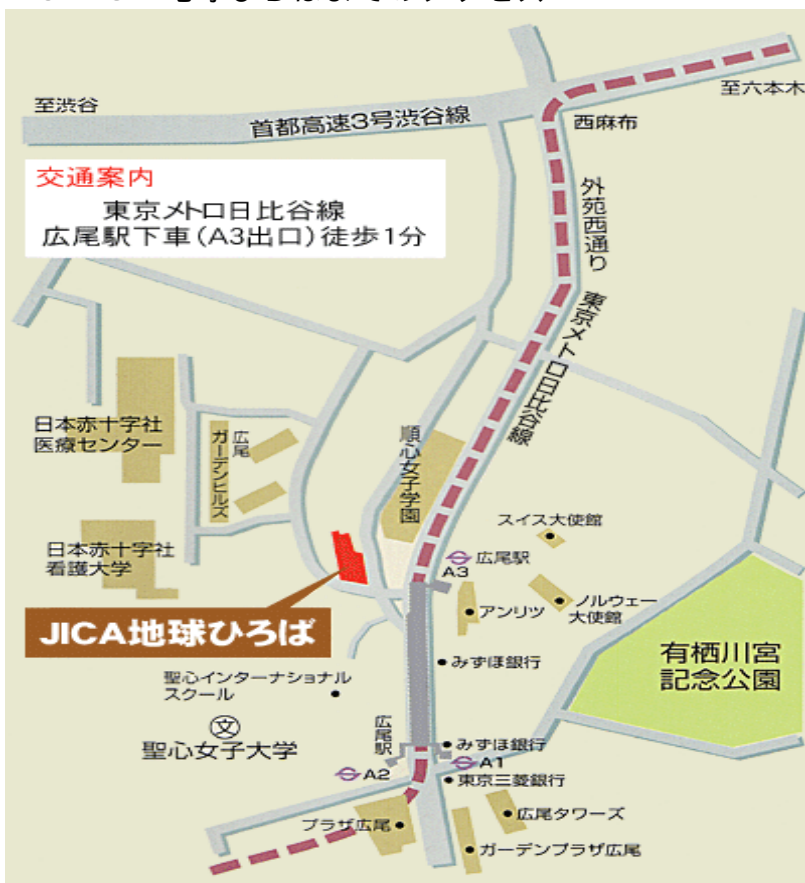 至渋谷
首都高速3号渋谷線
至六本木
西麻布
交通案内
東京メトロ日比谷線
広尾駅下車(A3出口)徒歩1分
外苑西通り
東京メトロ日比谷線
日本赤十字社
医療センター
広尾
ガーデンヒルズ
順心女子学園
スイス大使館
日本赤十字社
看護大学
広尾駅
A3
アンリツ
ノルウェー
大使館
JICA地球ひろば
みずほ銀行
有栖川宮
記念公園
聖心インターナショナル
スクール
文
聖心女子大学
広尾駅
みずほ銀行
A2
A1
東京三菱銀行
プラザ広尾
広尾タワーズ
ガーデンプラザ広尾